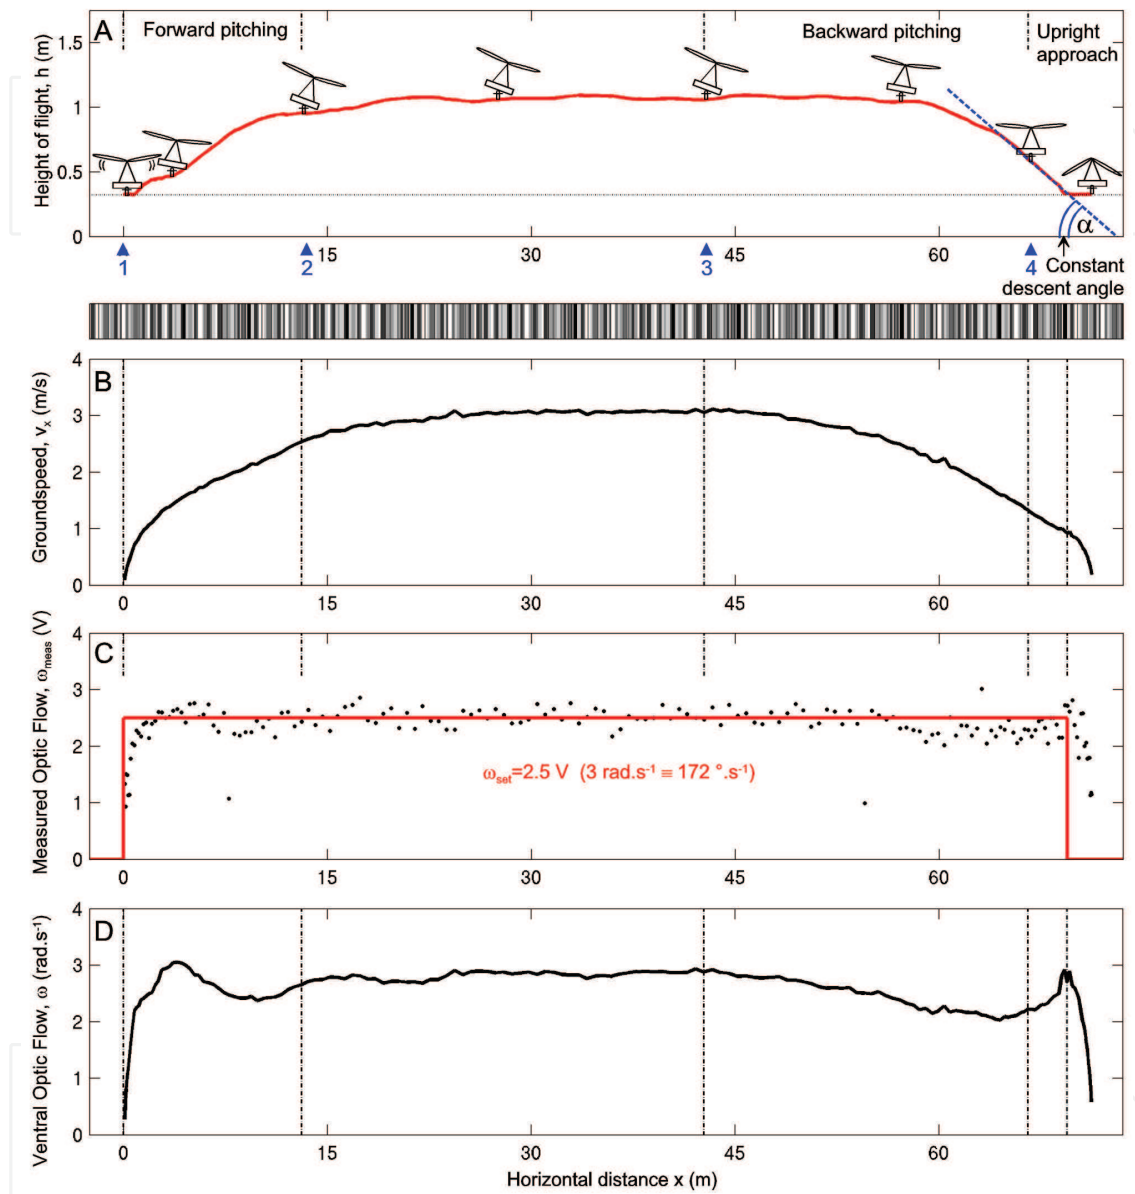 A
Forward pitching
Backward pitching
Upright
approach
Height of flight, h (m)
1.5
1
0.5
0
α
15
30
45
60
1
2
3
4
Constant
descent angle
B
Groundspeed, vₓ (m/s)
4
3
2
1
0
0
15
30
45
60
C
Measured Optic Flow, ω_meas (V)
4
3
2
1
0
ω_set=2.5 V (3 rad.s⁻¹ ≡ 172 °.s⁻¹)
0
15
30
45
60
D
Ventral Optic Flow, ω (rad.s⁻¹)
4
3
2
1
0
0
15
30
45
60
Horizontal distance x (m)